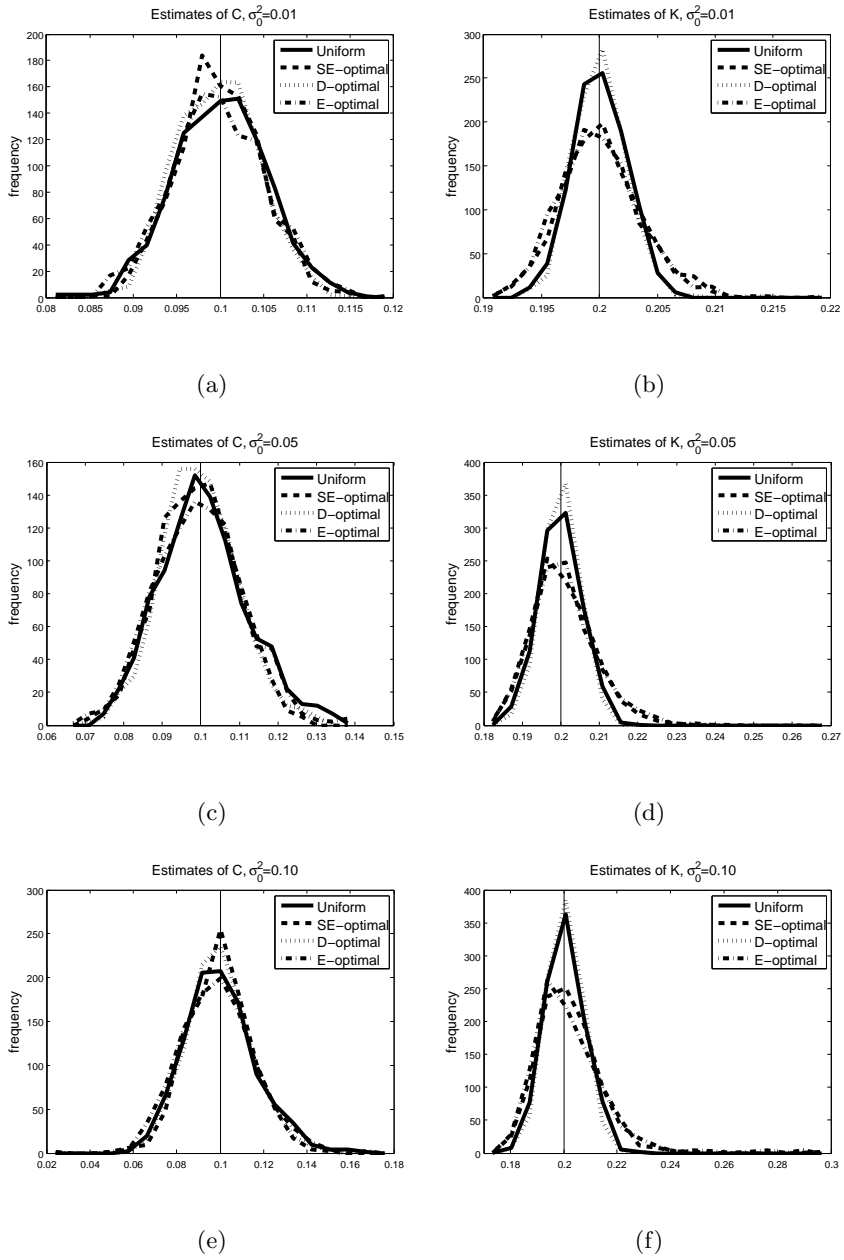 Estimates of C, σ₀²=0.01
200
180
160
140
120
100
80
60
40
20
0
frequency
Uniform
SE−optimal
D−optimal
E−optimal
0.08 0.085 0.09 0.095 0.1 0.105 0.11 0.115 0.12
(a)
Estimates of K, σ₀²=0.01
300
250
200
150
100
50
0
frequency
Uniform
SE−optimal
D−optimal
E−optimal
0.19 0.195 0.2 0.205 0.21 0.215 0.22
(b)
Estimates of C, σ₀²=0.05
160
140
120
100
80
60
40
20
0
frequency
Uniform
SE−optimal
D−optimal
E−optimal
0.06 0.07 0.08 0.09 0.1 0.11 0.12 0.13 0.14 0.15
(c)
Estimates of K, σ₀²=0.05
450
400
350
300
250
200
150
100
50
0
frequency
Uniform
SE−optimal
D−optimal
E−optimal
0.18 0.19 0.2 0.21 0.22 0.23 0.24 0.25 0.26 0.27
(d)
Estimates of C, σ₀²=0.10
300
250
200
150
100
50
0
frequency
Uniform
SE−optimal
D−optimal
E−optimal
0.02 0.04 0.06 0.08 0.1 0.12 0.14 0.16 0.18
(e)
Estimates of K, σ₀²=0.10
400
350
300
250
200
150
100
50
0
frequency
Uniform
SE−optimal
D−optimal
E−optimal
0.18 0.2 0.22 0.24 0.26 0.28 0.3
(f)